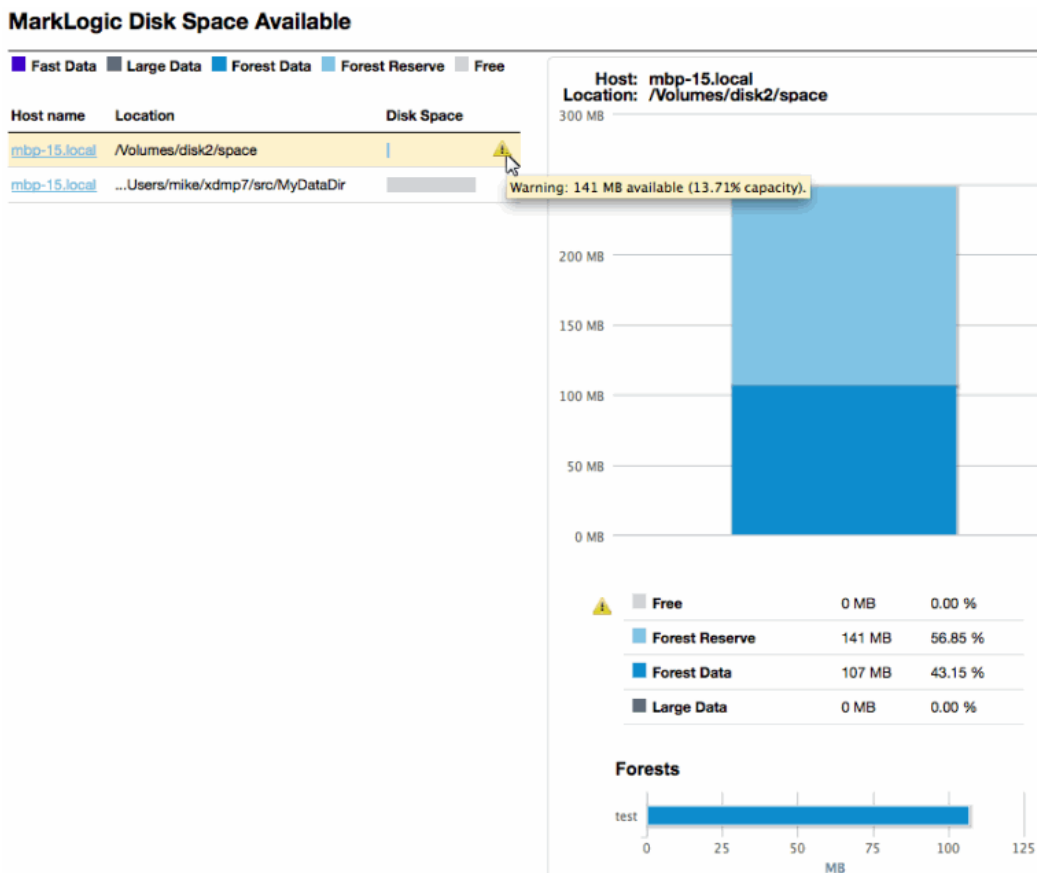 MarkLogic Disk Space Available
Fast Data Large Data Forest Data Forest Reserve Free
Host name Location Disk Space
mbp-15.local /Volumes/disk2/space
mbp-15.local ...Users/mike/xdmp7/src/MyDataDir
Warning: 141 MB available (13.71% capacity).
Host: mbp-15.local
Location: /Volumes/disk2/space
300 MB
200 MB
150 MB
100 MB
50 MB
0 MB
Free 0 MB 0.00 %
Forest Reserve 141 MB 56.85 %
Forest Data 107 MB 43.15 %
Large Data 0 MB 0.00 %
Forests
test
0 25 50 75 100 125
MB